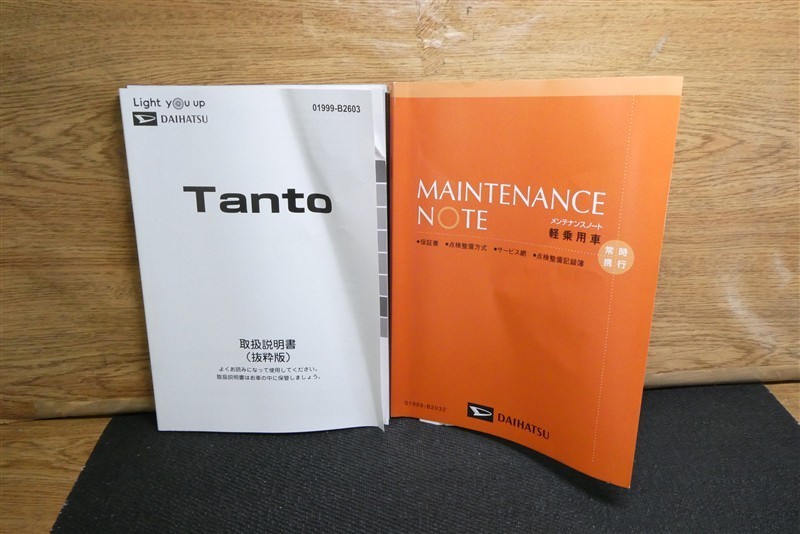 Light you up
DAIHATSU
01999-B2603
Tanto
取扱説明書
（抜粋版）
よくお読みになって使用してください。
取扱説明書はお車の中に保管しましょう。
MAINTENANCE
NOTE
メンテナンスノート
軽乗用車
●保証書 ●点検整備方式 ●サービス網 ●点検整備記録簿
常時
携行
01999-B2032
DAIHATSU